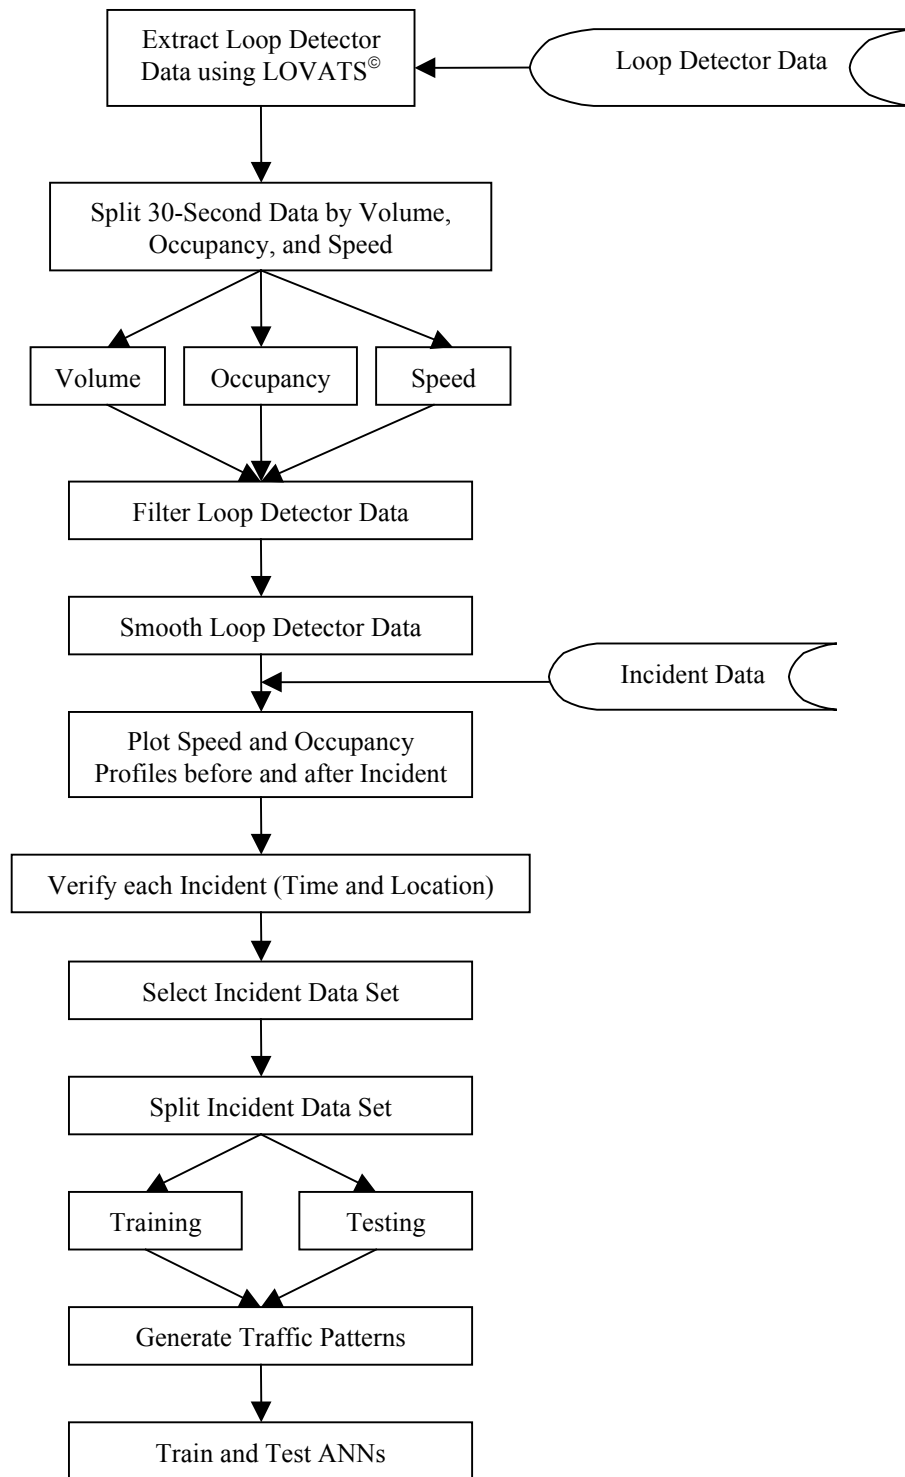 Extract Loop Detector
Data using LOVATS©
Loop Detector Data
Split 30-Second Data by Volume,
Occupancy, and Speed
Volume
Occupancy
Speed
Filter Loop Detector Data
Smooth Loop Detector Data
Incident Data
Plot Speed and Occupancy
Profiles before and after Incident
Verify each Incident (Time and Location)
Select Incident Data Set
Split Incident Data Set
Training
Testing
Generate Traffic Patterns
Train and Test ANNs